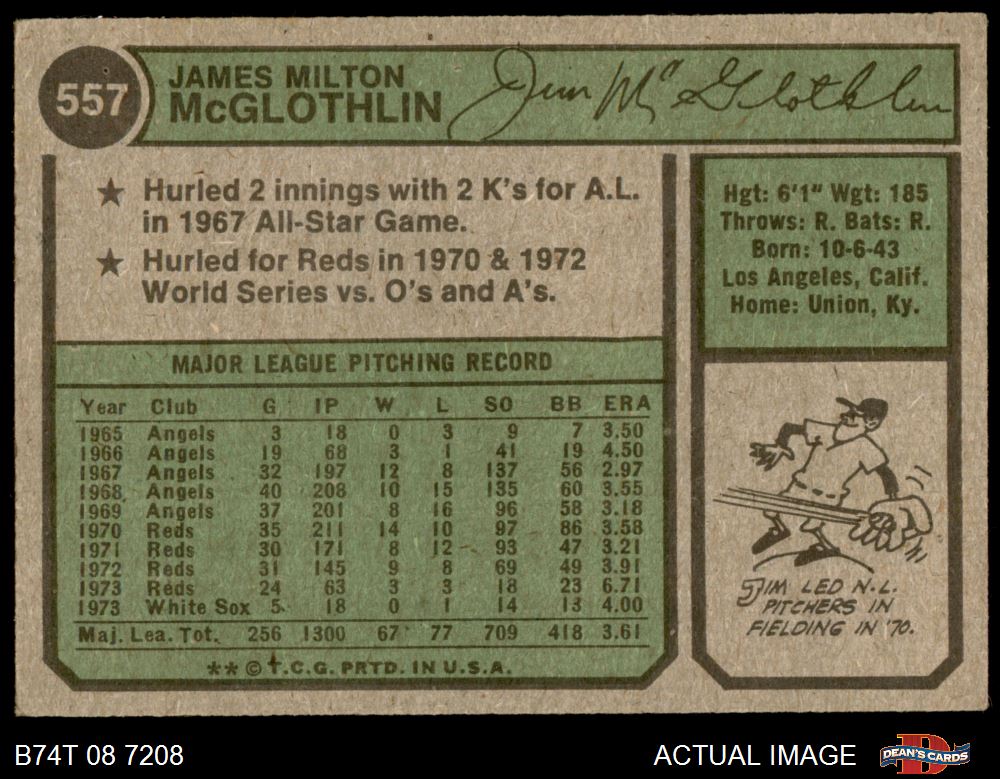 557
JAMES MILTON
McGLOTHLIN
Jim McGlothlin
★ Hurled 2 innings with 2 K's for A.L.
in 1967 All-Star Game.
★ Hurled for Reds in 1970 & 1972
World Series vs. O's and A's.
Hgt: 6'1" Wgt: 185
Throws: R. Bats: R.
Born: 10-6-43
Los Angeles, Calif.
Home: Union, Ky.
MAJOR LEAGUE PITCHING RECORD
Year Club G IP W L SO BB ERA
1965 Angels 3 18 0 3 9 7 3.50
1966 Angels 19 68 3 1 41 19 4.50
1967 Angels 32 197 12 8 137 56 2.97
1968 Angels 40 208 10 15 135 60 3.55
1969 Angels 37 201 8 16 96 58 3.18
1970 Reds 35 211 14 10 97 86 3.58
1971 Reds 30 171 8 12 93 47 3.21
1972 Reds 31 145 9 8 69 49 3.91
1973 Reds 24 63 3 3 18 23 6.71
1973 White Sox 5 18 0 1 14 13 4.00
Maj. Lea. Tot. 256 1300 67 77 709 418 3.61
** © T.C.G. PRTD. IN U.S.A.
JIM LED N.L.
PITCHERS IN
FIELDING IN '70.
B74T 08 7208
ACTUAL IMAGE
D
DEAN'S CARDS